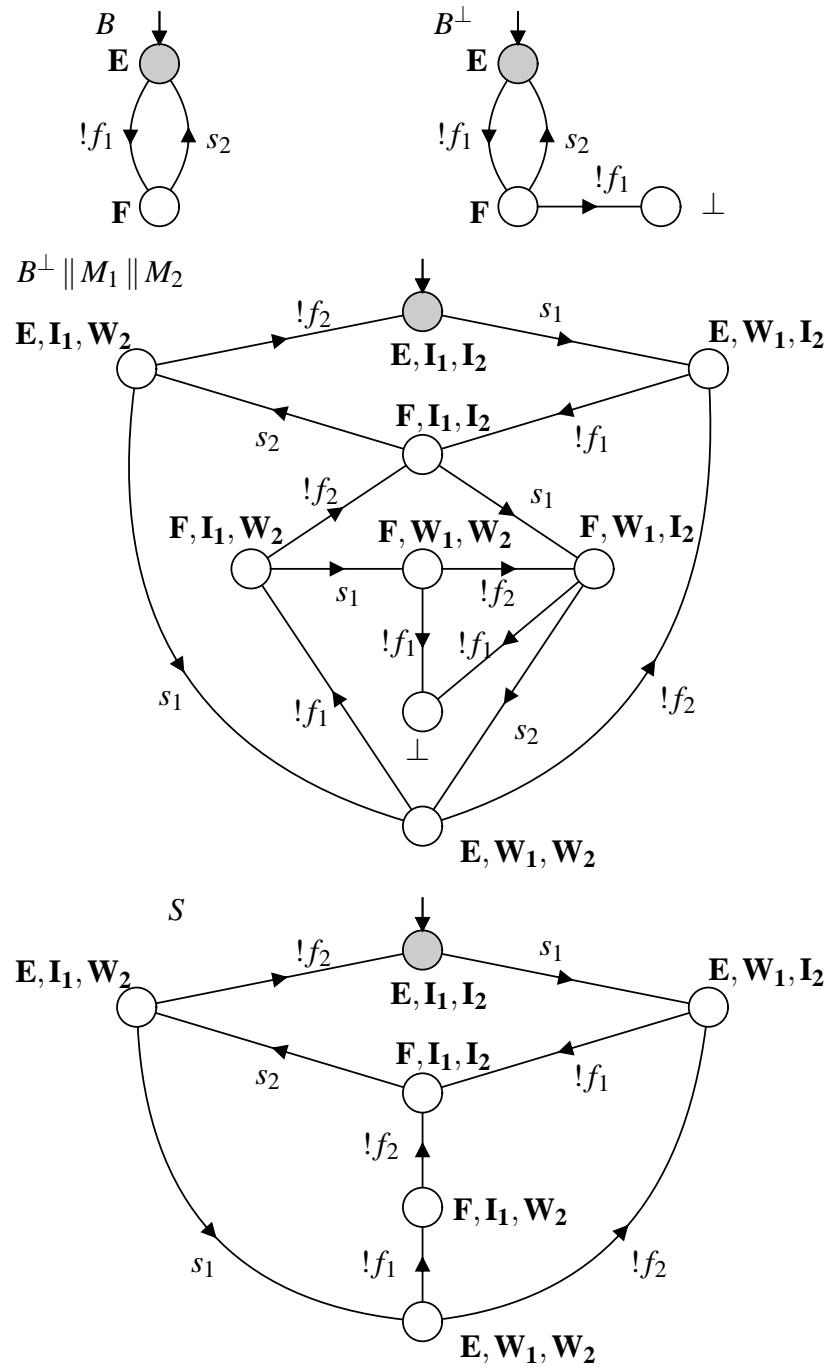 B
B⊥
E
E
!f₁
s₂
!f₁
s₂
!f₁
F
F
⊥
B⊥ ∥ M₁ ∥ M₂
!f₂
s₁
E, I₁, W₂
E, W₁, I₂
E, I₁, I₂
F, I₁, I₂
s₂
!f₁
!f₂
s₁
F, I₁, W₂
F, W₁, W₂
F, W₁, I₂
s₁
!f₂
!f₁
!f₁
s₁
!f₁
!f₂
⊥
s₂
E, W₁, W₂
S
!f₂
s₁
E, I₁, W₂
E, W₁, I₂
E, I₁, I₂
F, I₁, I₂
s₂
!f₁
!f₂
F, I₁, W₂
s₁
!f₁
!f₂
E, W₁, W₂